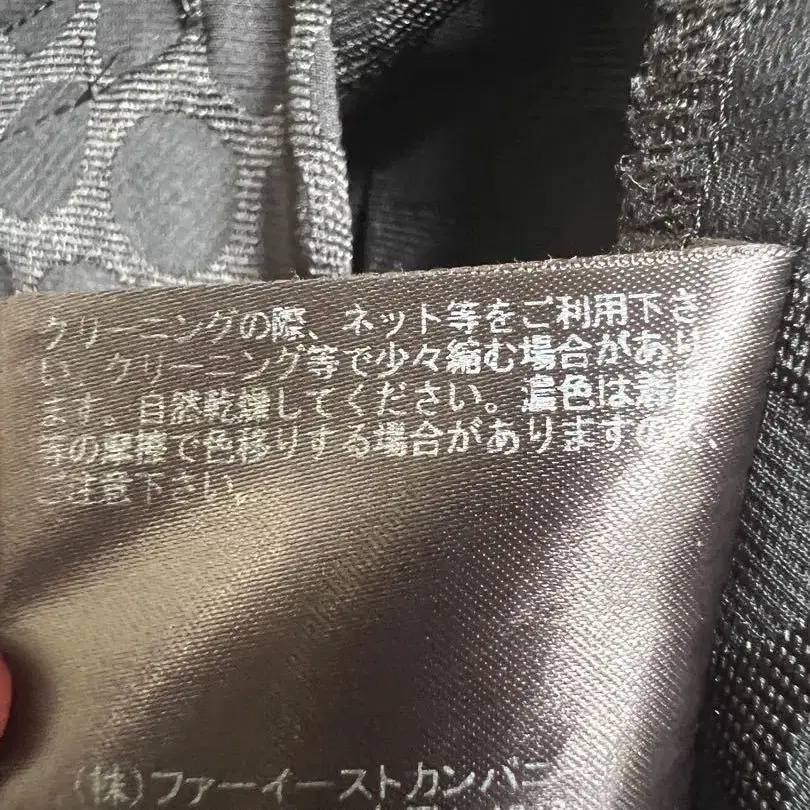 クリーニングの際、ネット等をご利用下さ
い。クリーニング等で少々縮む場合があり
ます。自然乾燥してください。濃色は着用
等の摩擦で色移りする場合がありますので、
ご注意下さい。
(株)ファーイーストカンパニー